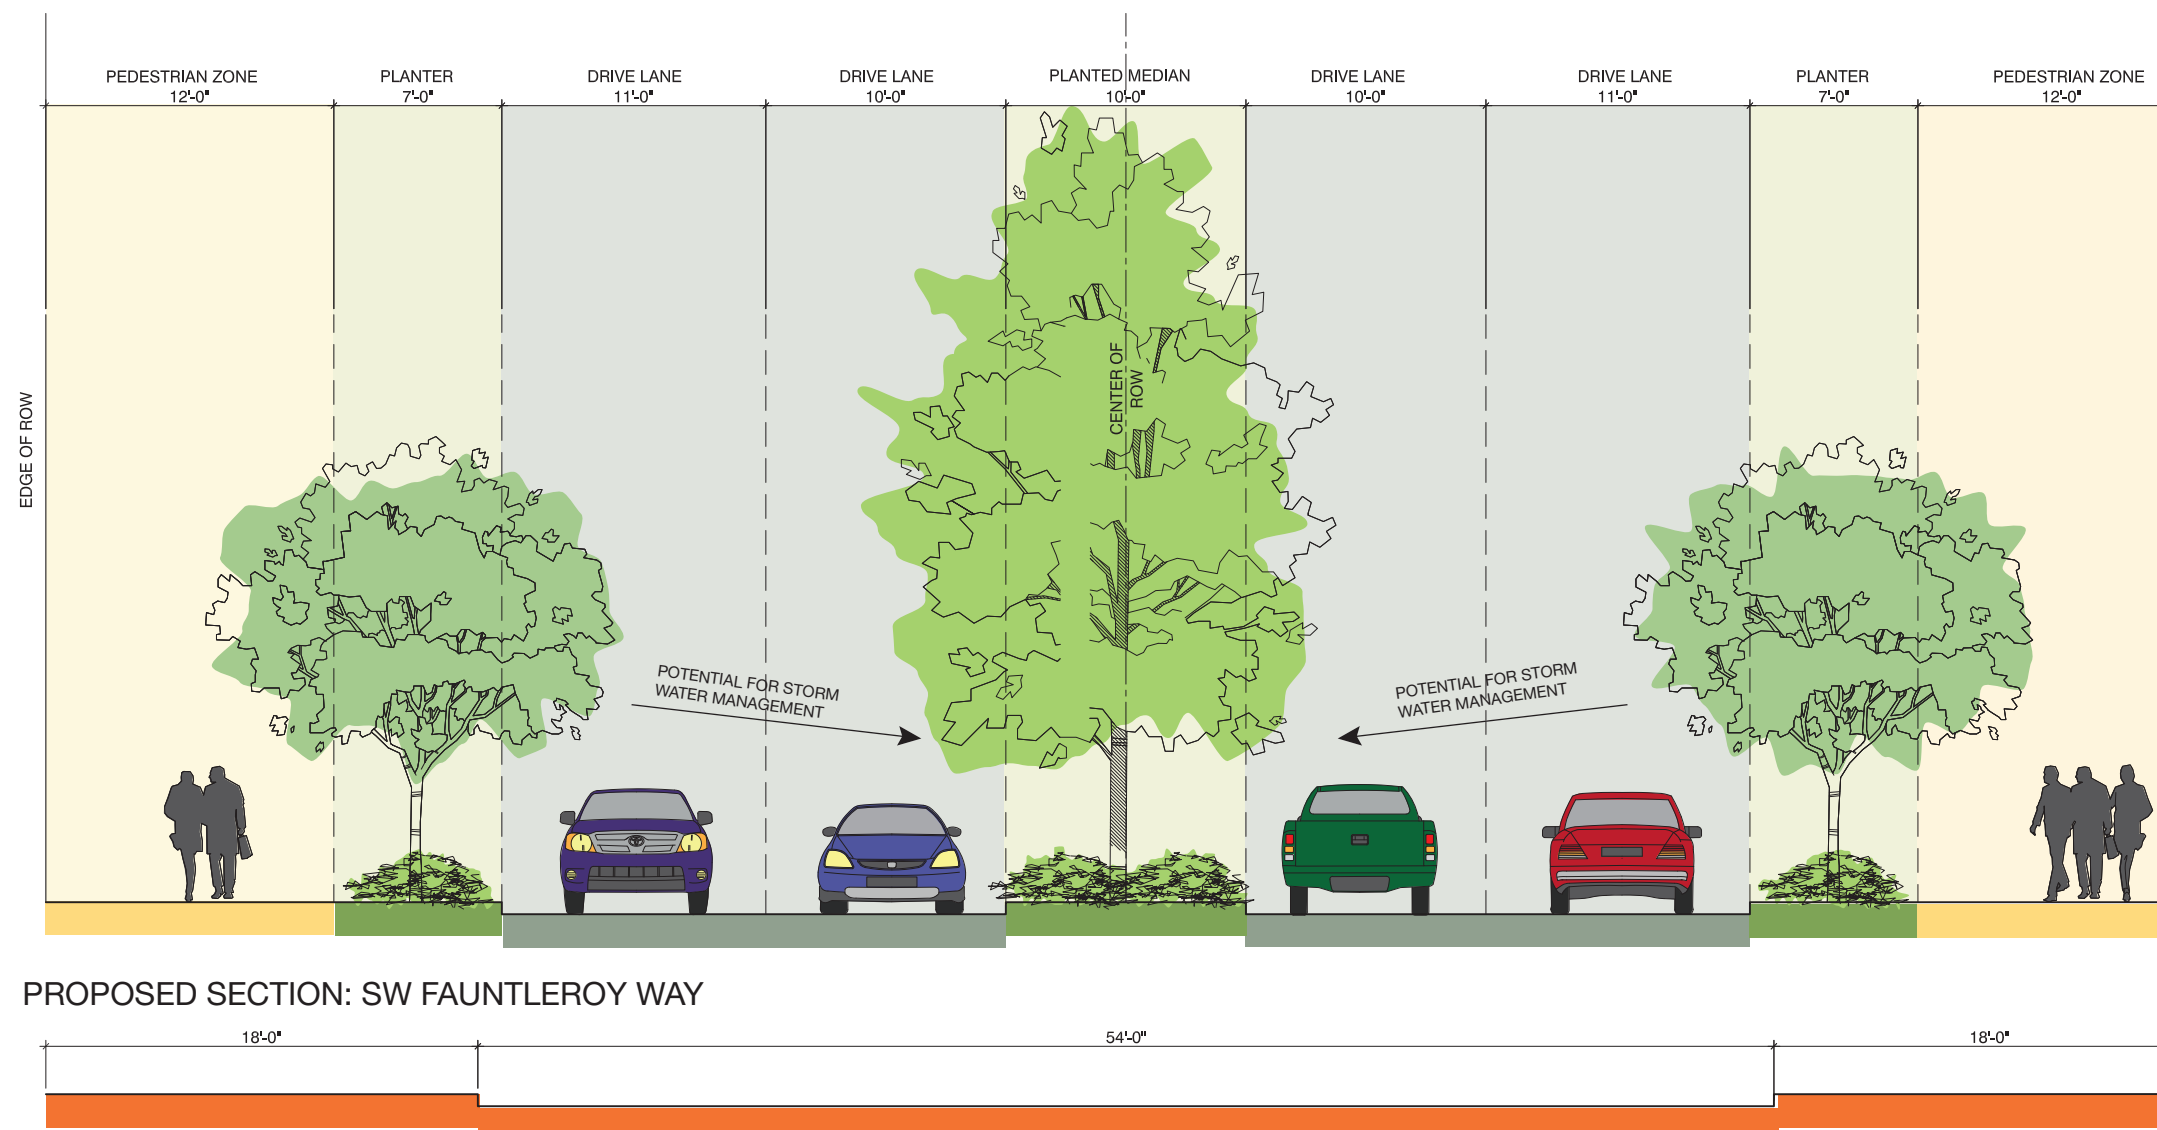 PEDESTRIAN ZONE
12'-0"
PLANTER
7'-0"
DRIVE LANE
11'-0"
DRIVE LANE
10'-0"
PLANTED MEDIAN
10'-0"
DRIVE LANE
10'-0"
DRIVE LANE
11'-0"
PLANTER
7'-0"
PEDESTRIAN ZONE
12'-0"
EDGE OF ROW
CENTER OF
ROW
POTENTIAL FOR STORM
WATER MANAGEMENT
POTENTIAL FOR STORM
WATER MANAGEMENT
PROPOSED SECTION: SW FAUNTLEROY WAY
18'-0"
54'-0"
18'-0"